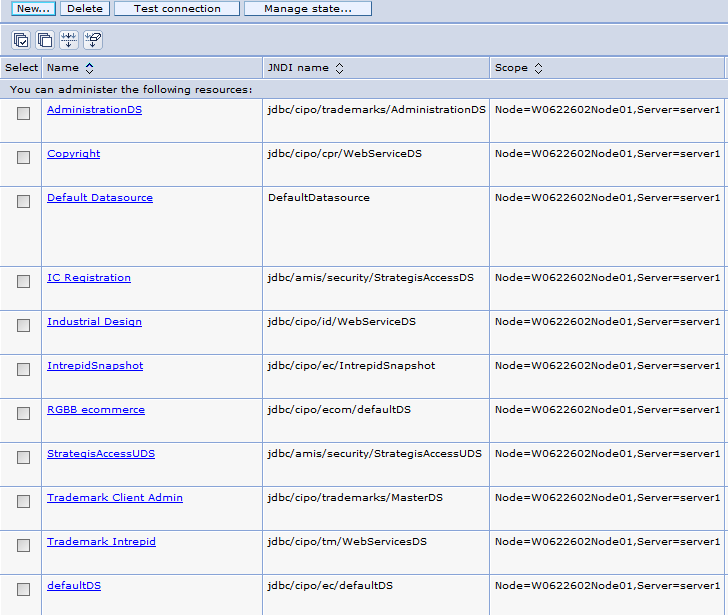 New... Delete Test connection Manage state...
Select Name JNDI name Scope
You can administer the following resources:
AdministrationDS jdbc/cipo/trademarks/AdministrationDS Node=W0622602Node01,Server=server1
Copyright jdbc/cipo/cpr/WebServiceDS Node=W0622602Node01,Server=server1
Default Datasource DefaultDatasource Node=W0622602Node01,Server=server1
IC Registration jdbc/amis/security/StrategisAccessDS Node=W0622602Node01,Server=server1
Industrial Design jdbc/cipo/id/WebServiceDS Node=W0622602Node01,Server=server1
IntrepidSnapshot jdbc/cipo/ec/IntrepidSnapshot Node=W0622602Node01,Server=server1
RGBB ecommerce jdbc/cipo/ecom/defaultDS Node=W0622602Node01,Server=server1
StrategisAccessUDS jdbc/amis/security/StrategisAccessUDS Node=W0622602Node01,Server=server1
Trademark Client Admin jdbc/cipo/trademarks/MasterDS Node=W0622602Node01,Server=server1
Trademark Intrepid jdbc/cipo/tm/WebServicesDS Node=W0622602Node01,Server=server1
defaultDS jdbc/cipo/ec/defaultDS Node=W0622602Node01,Server=server1